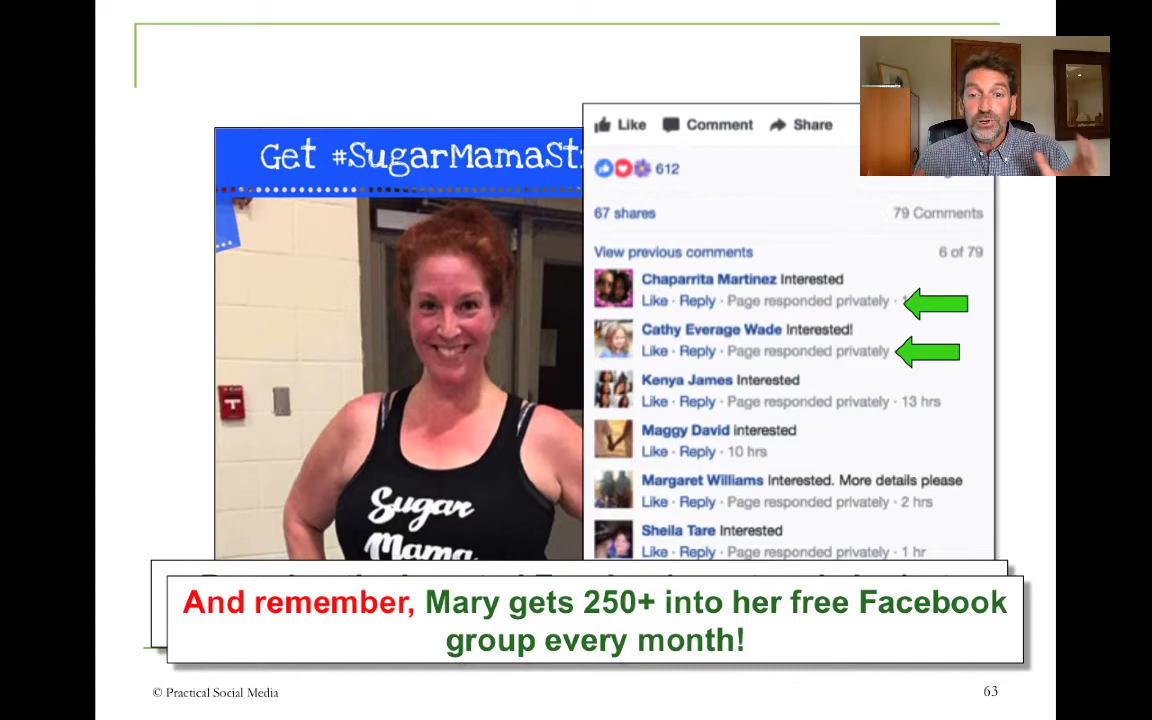 Get #SugarMamaSt
Like Comment Share
612
67 shares 79 Comments
View previous comments 6 of 79
Chaparrita Martinez Interested
Like · Reply · Page responded privately ·
Cathy Everage Wade Interested!
Like · Reply · Page responded privately
Kenya James Interested
Like · Reply · Page responded privately · 13 hrs
Maggy David interested
Like · Reply · 10 hrs
Margaret Williams Interested. More details please
Like · Reply · Page responded privately · 2 hrs
Sheila Tare Interested
Like · Reply · Page responded privately · 1 hr
Sugar
Mama
And remember, Mary gets 250+ into her free Facebook
group every month!
© Practical Social Media
63